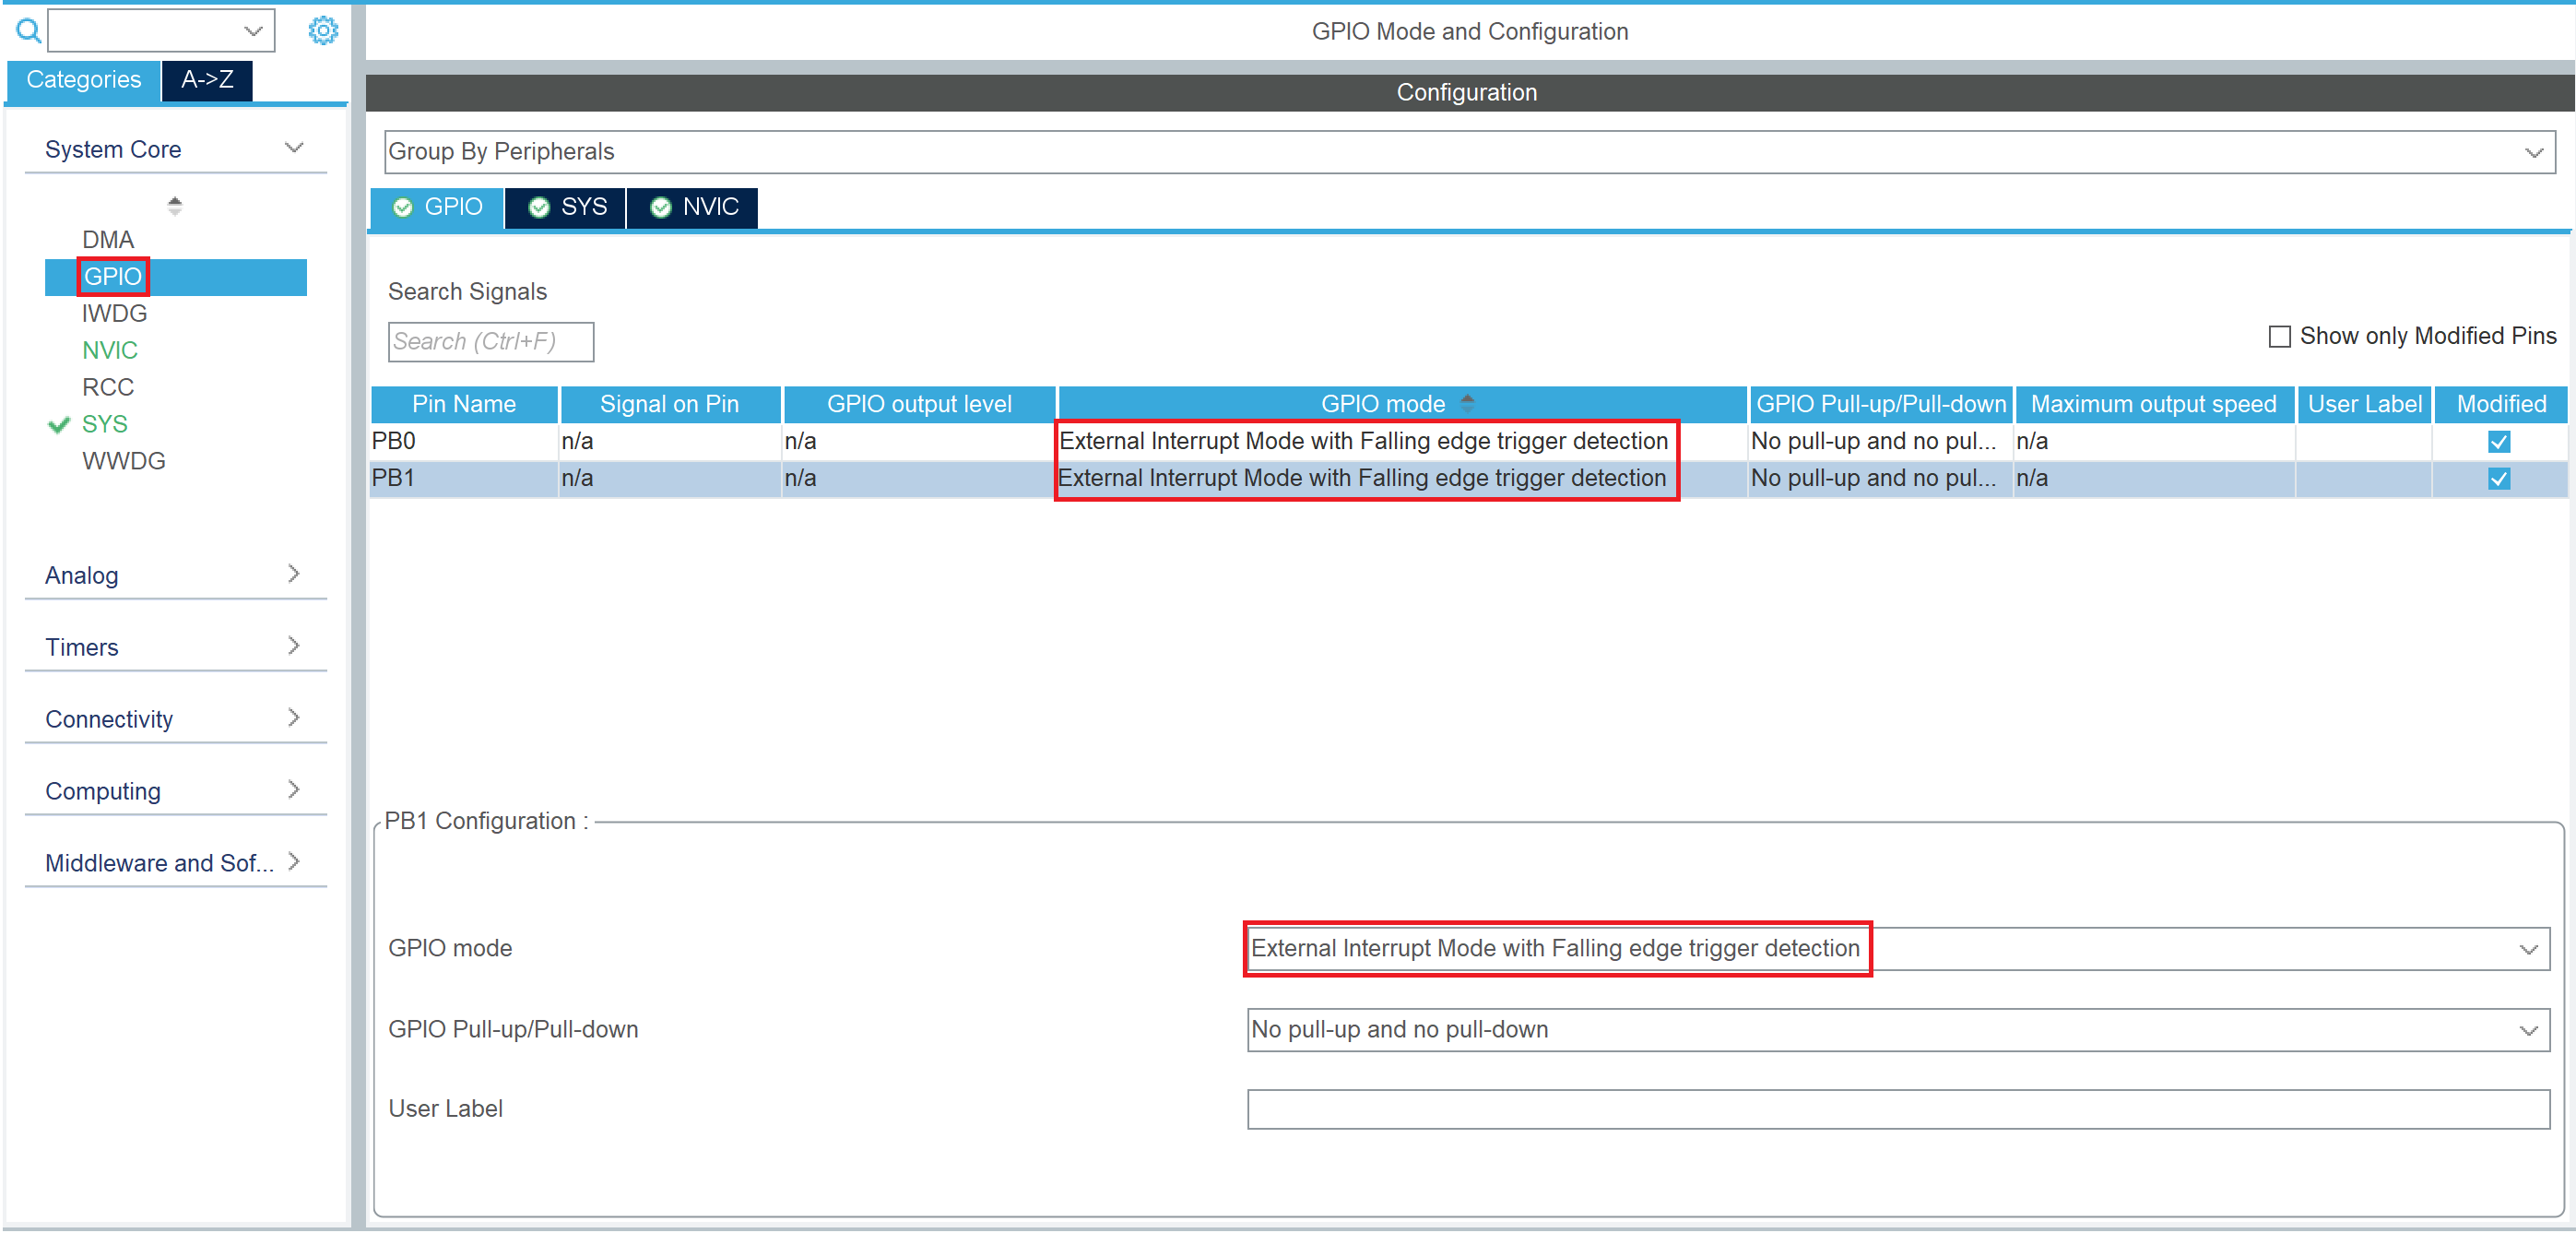 GPIO Mode and Configuration
Categories
A->Z
Configuration
System Core
DMA
GPIO
IWDG
NVIC
RCC
SYS
WWDG
Analog
Timers
Connectivity
Computing
Middleware and Sof...
Group By Peripherals
GPIO
SYS
NVIC
Search Signals
Search (Ctrl+F)
Show only Modified Pins
Pin Name Signal on Pin GPIO output level GPIO mode GPIO Pull-up/Pull-down Maximum output speed User Label Modified
PB0 n/a n/a External Interrupt Mode with Falling edge trigger detection No pull-up and no pul... n/a
PB1 n/a n/a External Interrupt Mode with Falling edge trigger detection No pull-up and no pul... n/a
PB1 Configuration :
GPIO mode External Interrupt Mode with Falling edge trigger detection
GPIO Pull-up/Pull-down No pull-up and no pull-down
User Label